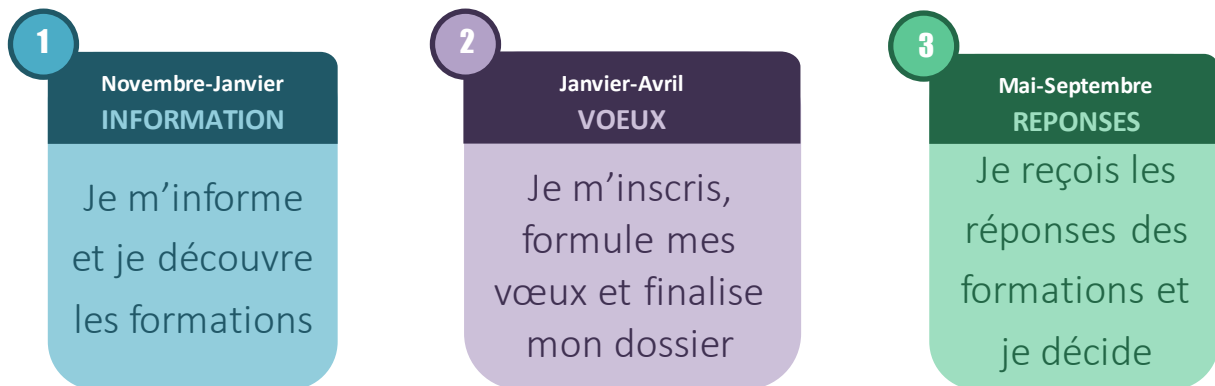 1
Novembre-Janvier
INFORMATION
Je m’informe
et je découvre
les formations
2
Janvier-Avril
VOEUX
Je m’inscris,
formule mes
vœux et finalise
mon dossier
3
Mai-Septembre
REPONSES
Je reçois les
réponses des
formations et
je décide